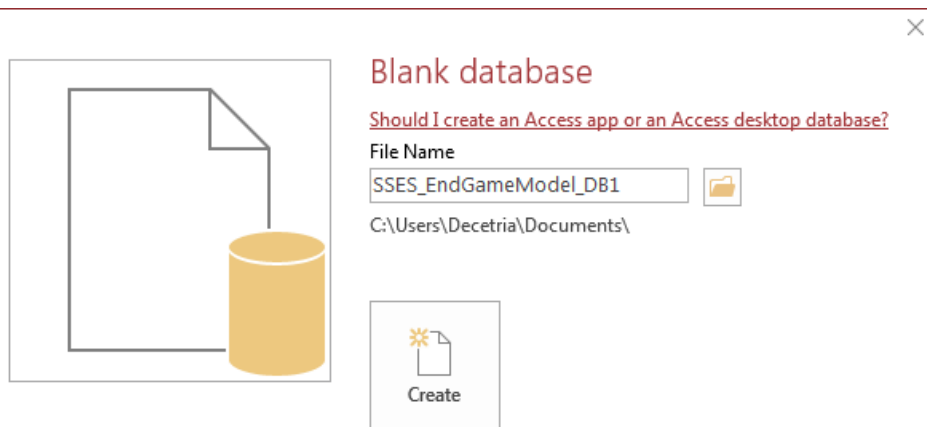 Blank database
Should I create an Access app or an Access desktop database?
File Name
SSES_EndGameModel_DB1
C:\Users\Decetria\Documents\
Create